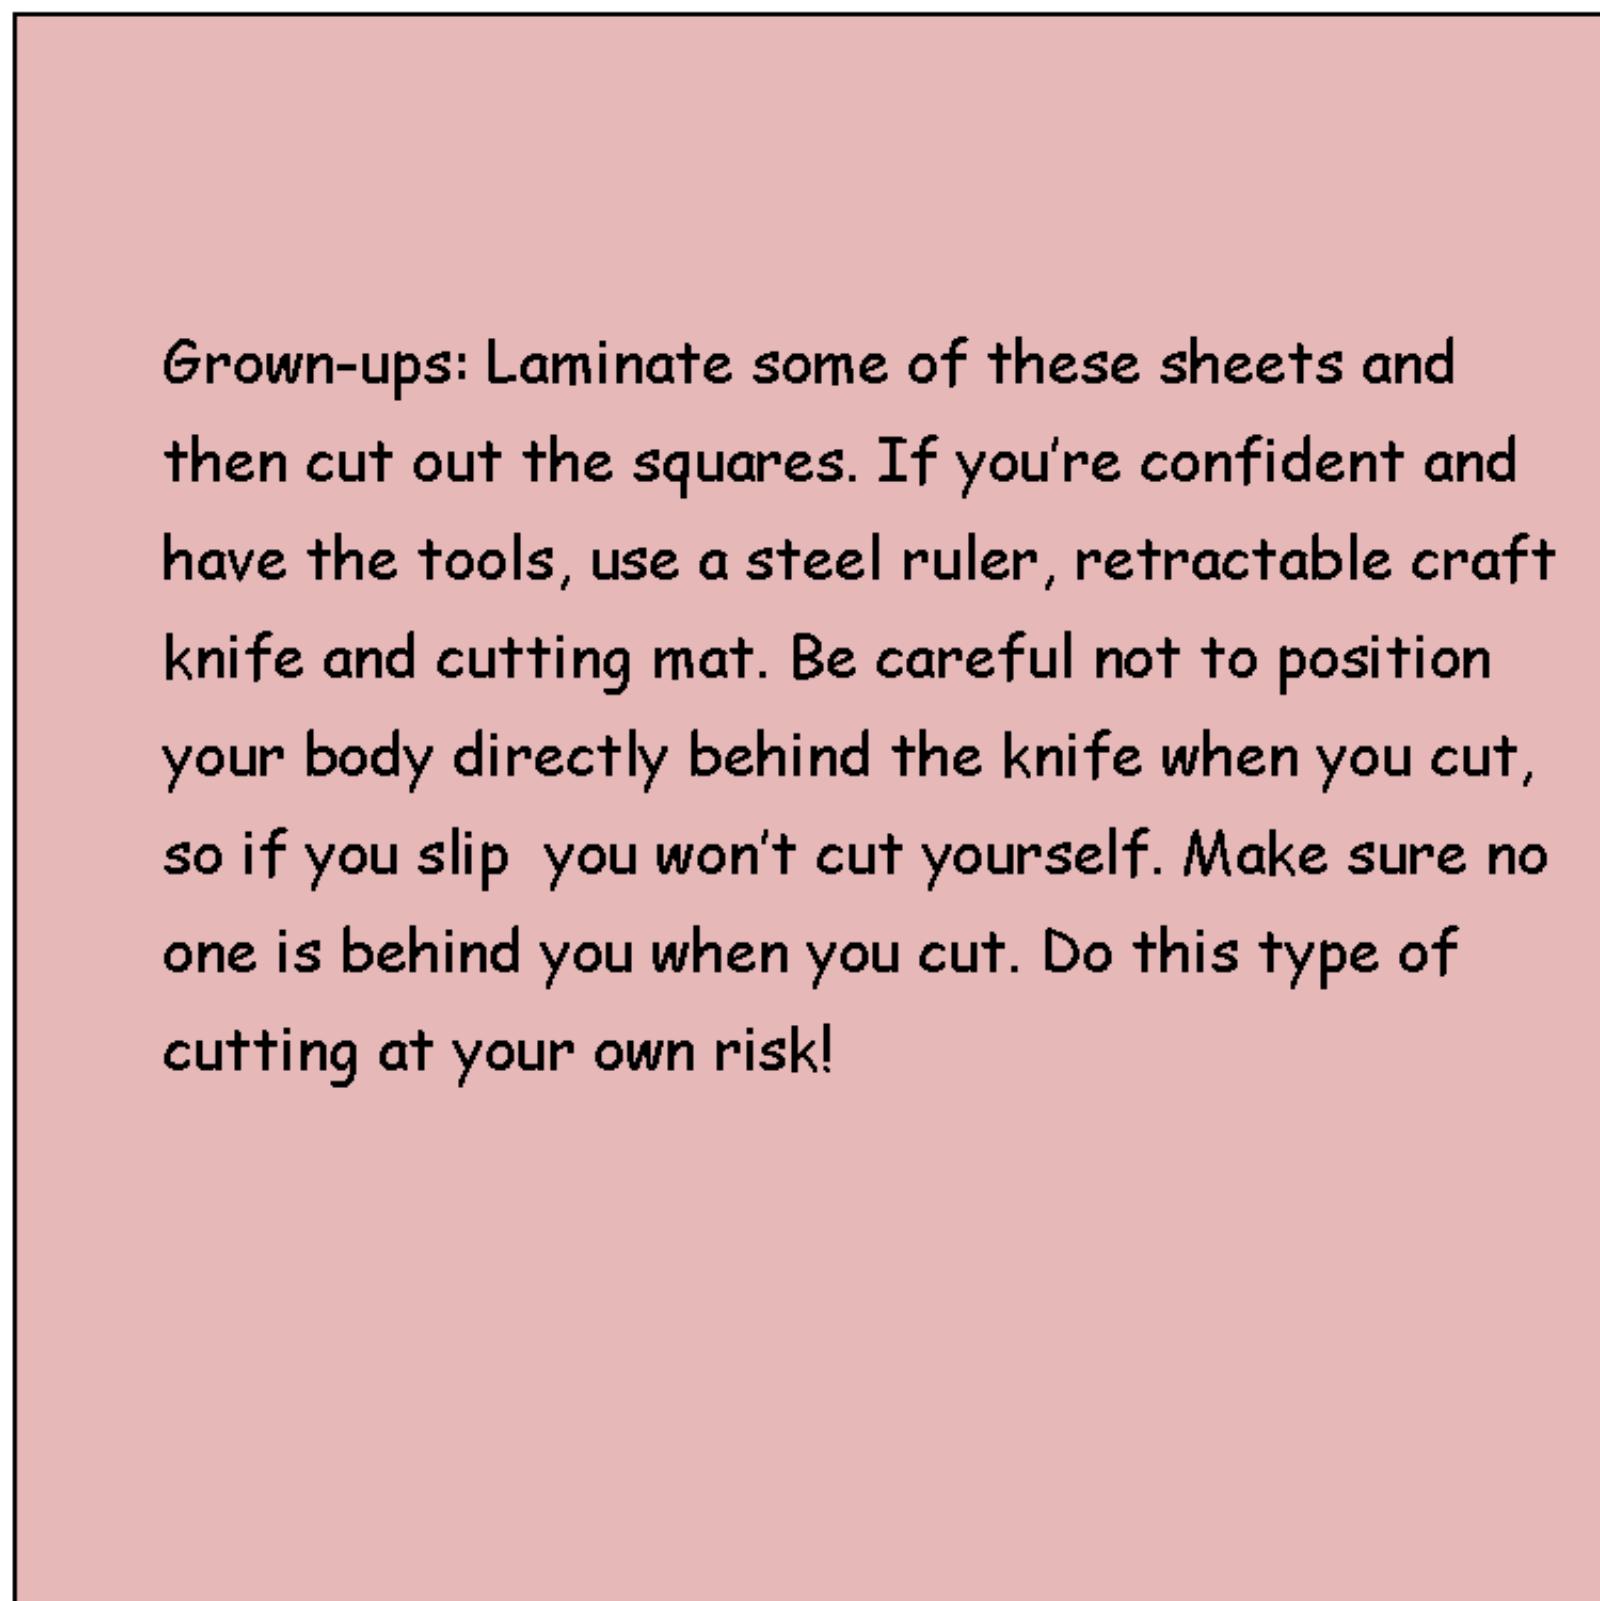 Grown-ups: Laminate some of these sheets and
then cut out the squares. If you're confident and
have the tools, use a steel ruler, retractable craft
knife and cutting mat. Be careful not to position
your body directly behind the knife when you cut,
so if you slip  you won't cut yourself. Make sure no
one is behind you when you cut. Do this type of
cutting at your own risk!